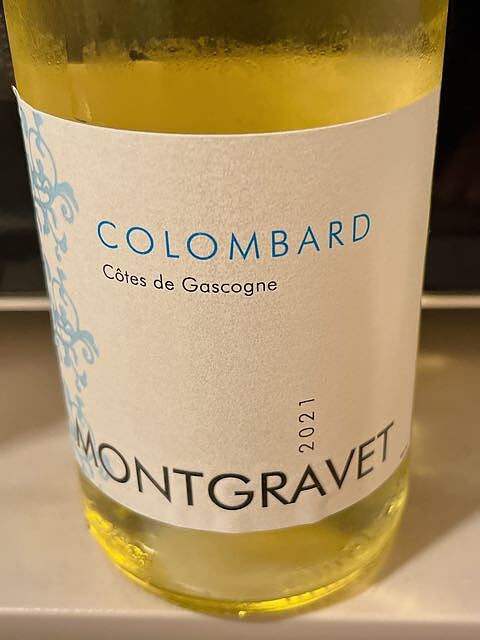 COLOMBARD
Côtes de Gascogne
2021
MONTGRAVET